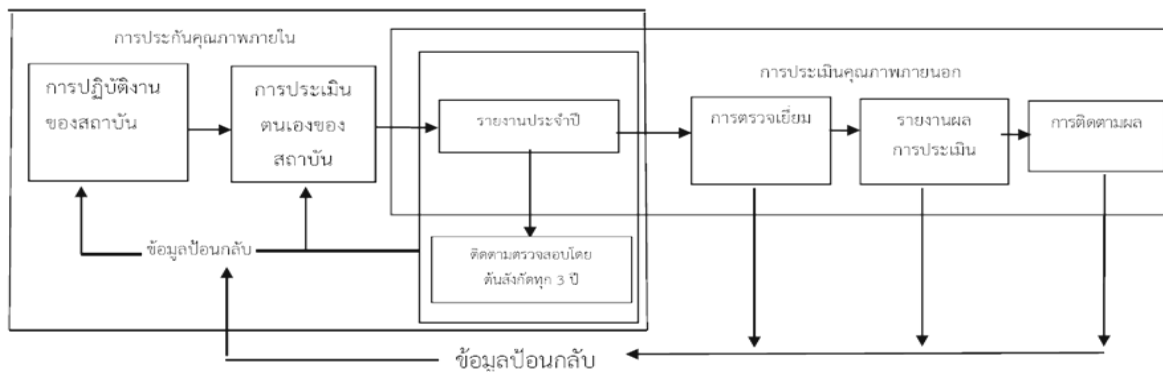 การประกันคุณภาพภายใน
การปฏิบัติงาน
ของสถาบัน
การประเมิน
ตนเองของ
สถาบัน
รายงานประจำปี
ติดตามตรวจสอบโดย
ต้นสังกัดทุก 3 ปี
ข้อมูลป้อนกลับ
การประเมินคุณภาพภายนอก
การตรวจเยี่ยม
รายงานผล
การประเมิน
การติดตามผล
ข้อมูลป้อนกลับ